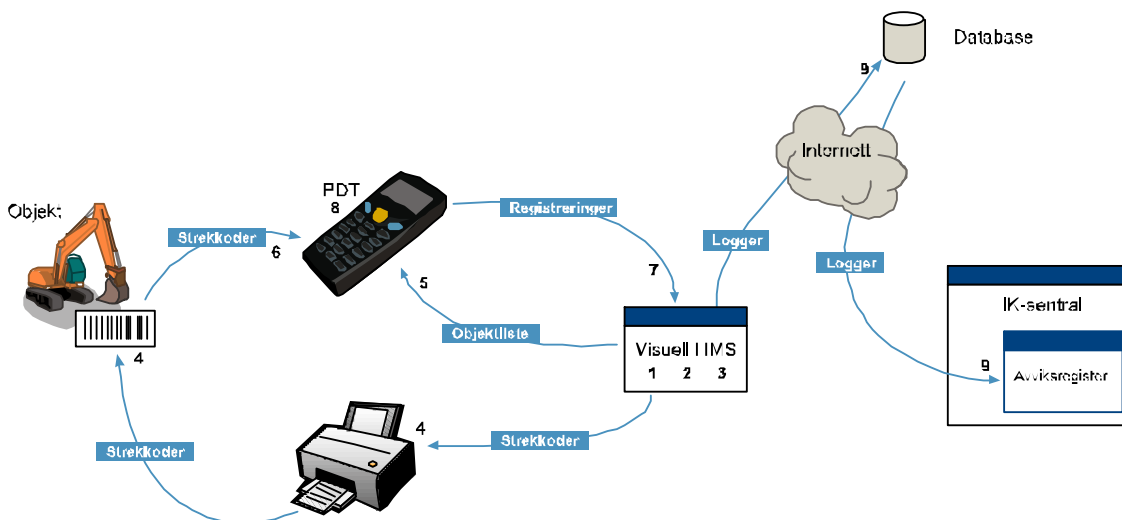 Database
9
Internett
PDT
8
Registreringer
Objekt
Strekkoder
6
Logger
Logger
7
5
IK-sentral
Objektliste
Visuell HMS
1 2 3
4
9
Avviksregister
4
Strekkoder
Strekkoder